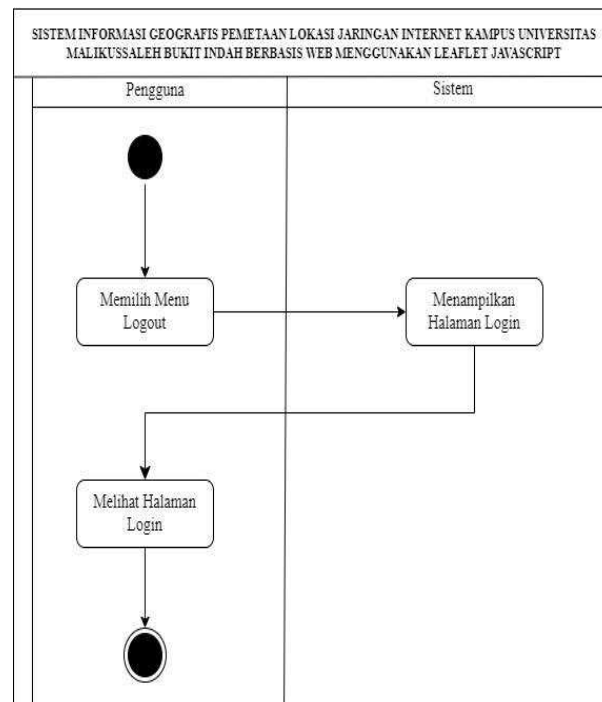 SISTEM INFORMASI GEOGRAFIS PEMETAAN LOKASI JARINGAN INTERNET KAMPUS UNIVERSITAS
MALIKUSSALEH BUKIT INDAH BERBASIS WEB MENGGUNAKAN LEAFLET JAVASCRIPT
Pengguna
Sistem
Memilih Menu
Logout
Menampilkan
Halaman Login
Melihat Halaman
Login